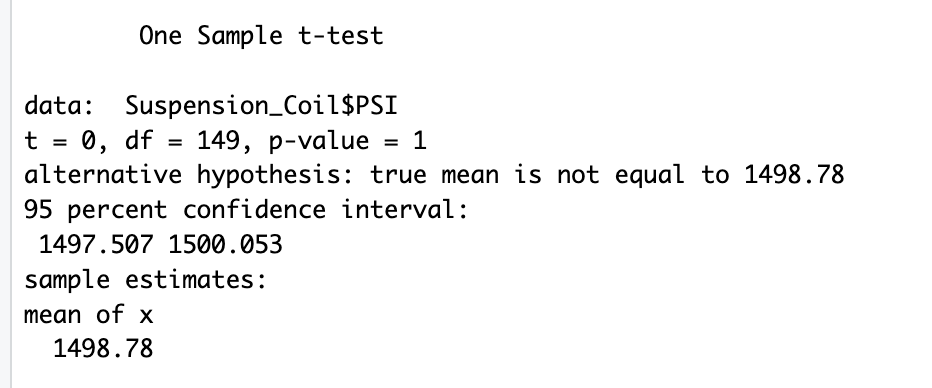 One Sample t-test
data:  Suspension_Coil$PSI
t = 0, df = 149, p-value = 1
alternative hypothesis: true mean is not equal to 1498.78
95 percent confidence interval:
1497.507 1500.053
sample estimates:
mean of x
1498.78